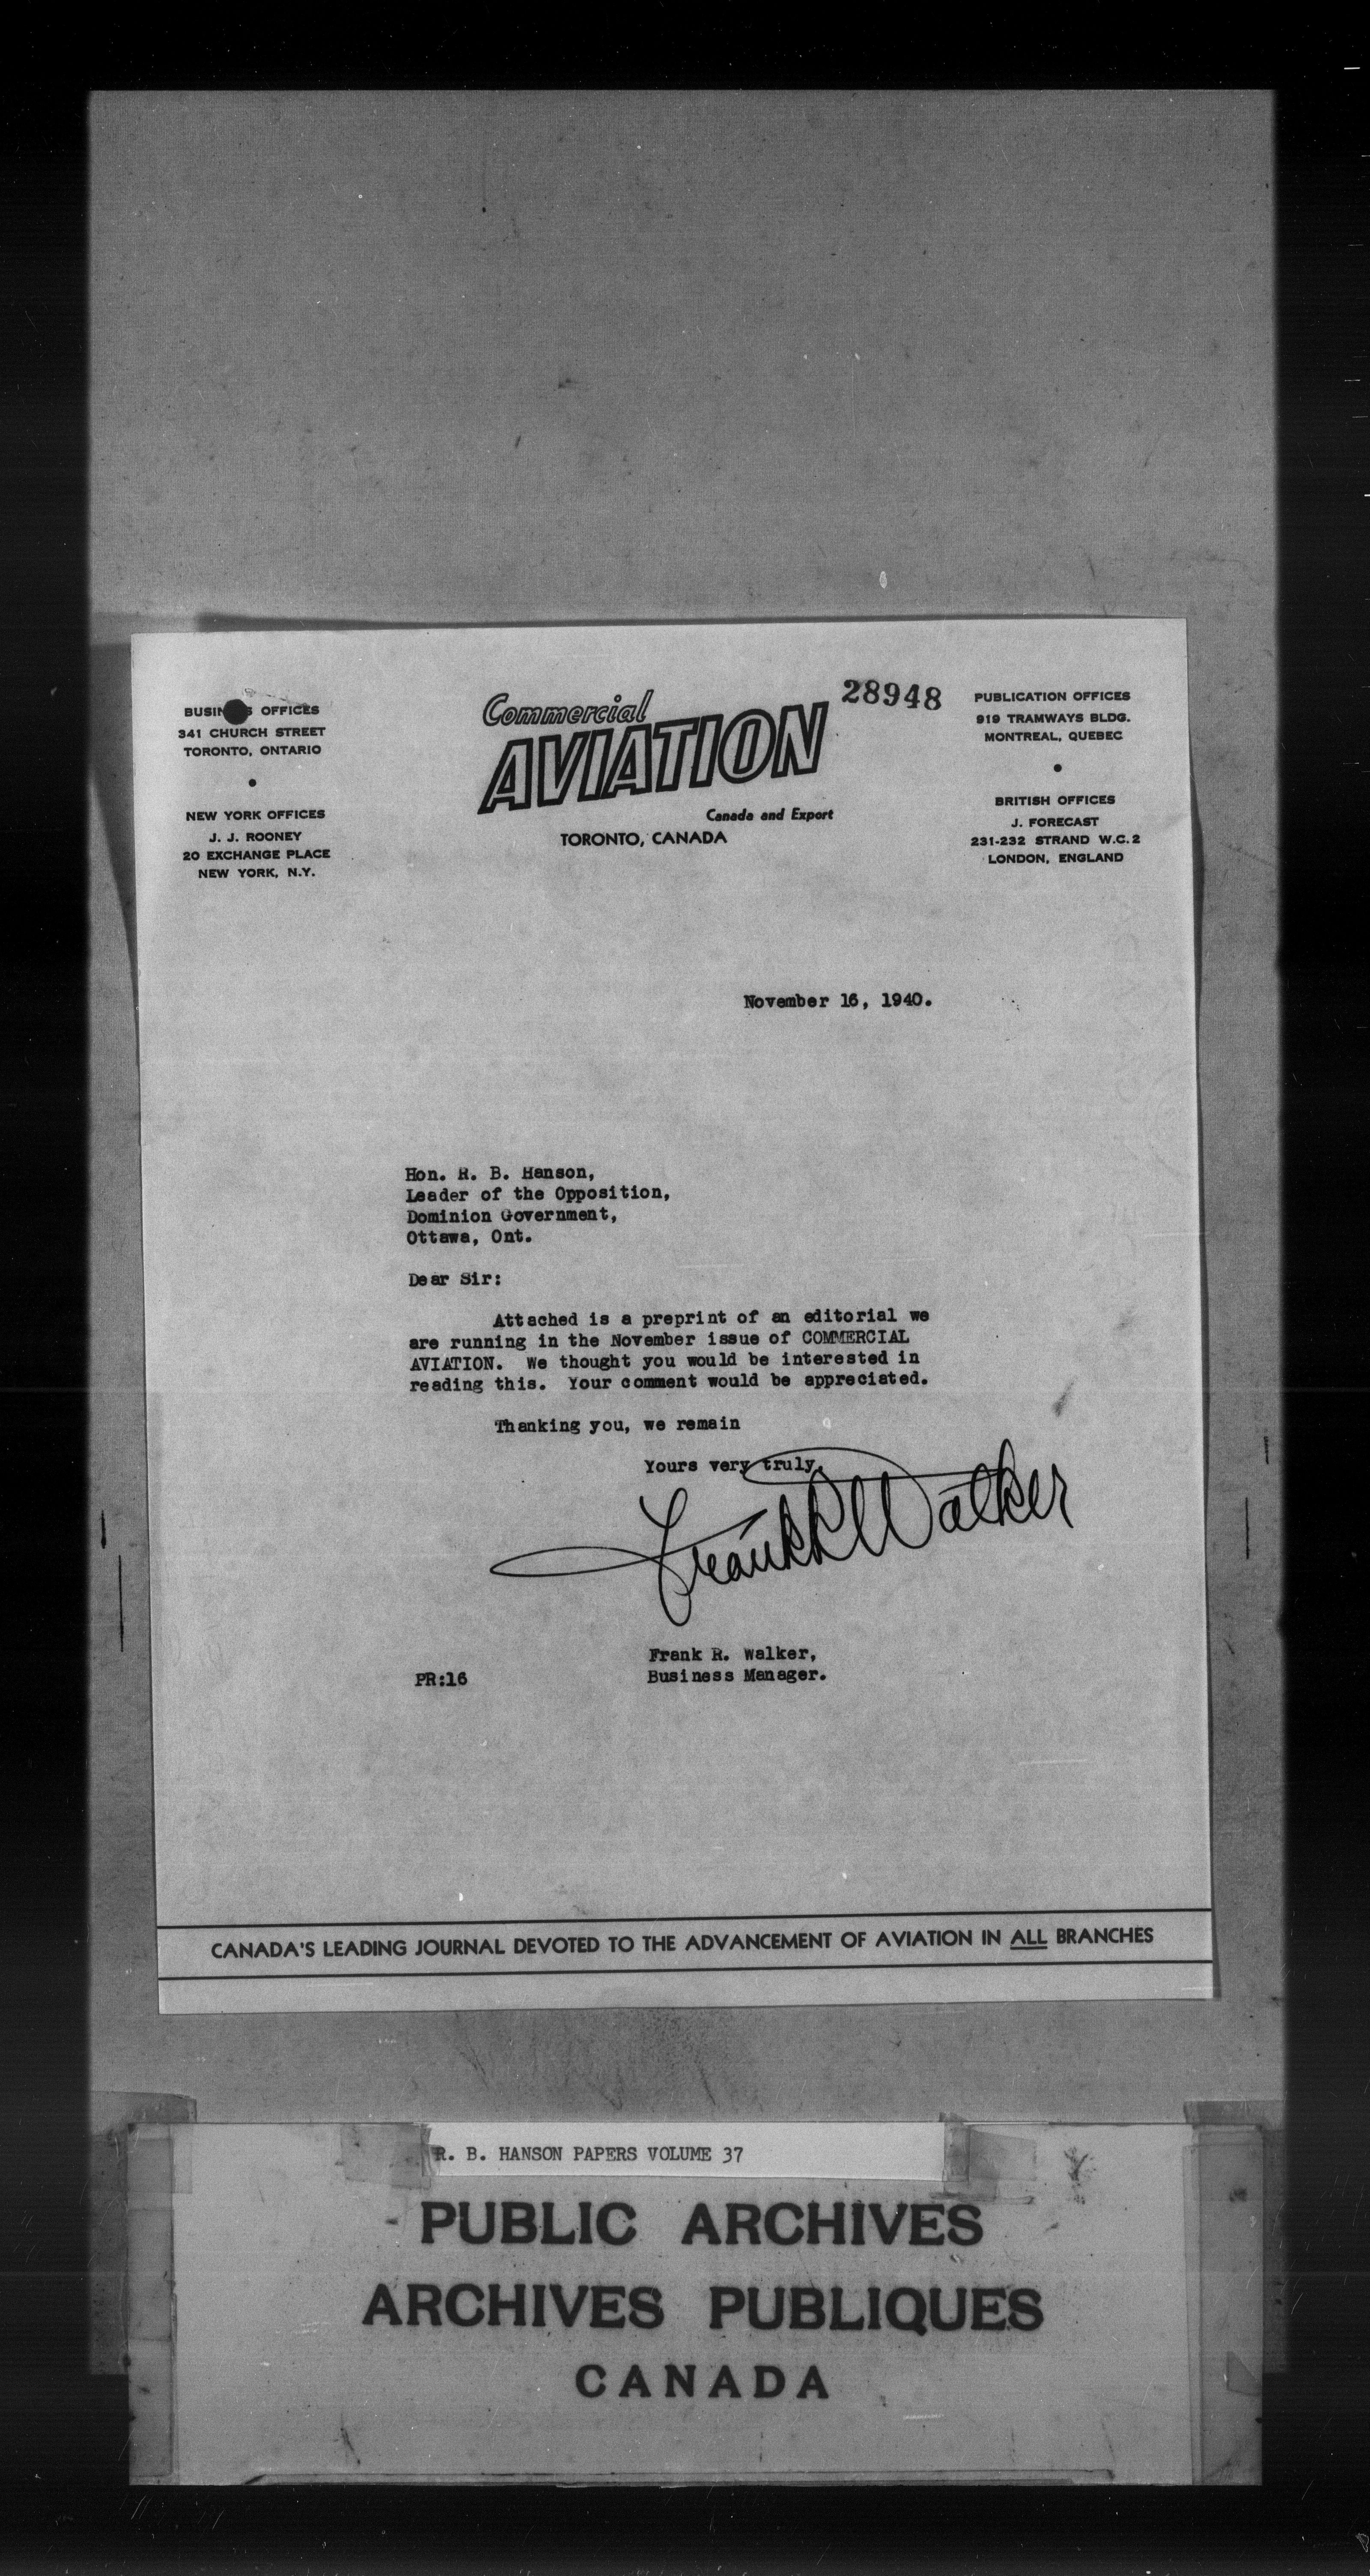 28948
BUSIN S OFFICES
341 CHURCH STREET
TORONTO, ONTARIO
•
NEW YORK OFFICES
J. J. ROONEY
20 EXCHANGE PLACE
NEW YORK, N.Y.
Commercial
AVIATION
Canada and Export
TORONTO, CANADA
PUBLICATION OFFICES
919 TRAMWAYS BLDG.
MONTREAL, QUEBEC
•
BRITISH OFFICES
J. FORECAST
231-232 STRAND W.C.2
LONDON, ENGLAND
November 16, 1940.
Hon. R. B. Hanson,
Leader of the Opposition,
Dominion Government,
Ottawa, Ont.
Dear Sir:
Attached is a preprint of an editorial we
are running in the November issue of COMMERCIAL
AVIATION. We thought you would be interested in
reading this. Your comment would be appreciated.
Thanking you, we remain
Yours very truly,
Frank R Walker
Frank R. Walker,
Business Manager.
FR:16
CANADA'S LEADING JOURNAL DEVOTED TO THE ADVANCEMENT OF AVIATION IN ALL BRANCHES
R. B. HANSON PAPERS VOLUME 37
PUBLIC ARCHIVES
ARCHIVES PUBLIQUES
CANADA